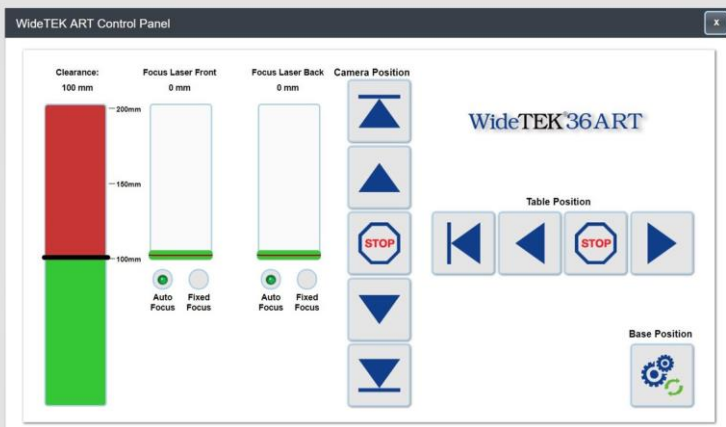 WideTEK ART Control Panel
x
Clearance:
100 mm
Focus Laser Front
0 mm
Focus Laser Back
0 mm
Camera Position
200mm
150mm
100mm
Auto
Focus
Fixed
Focus
Auto
Focus
Fixed
Focus
STOP
WideTEK®36ART
Table Position
STOP
Base Position